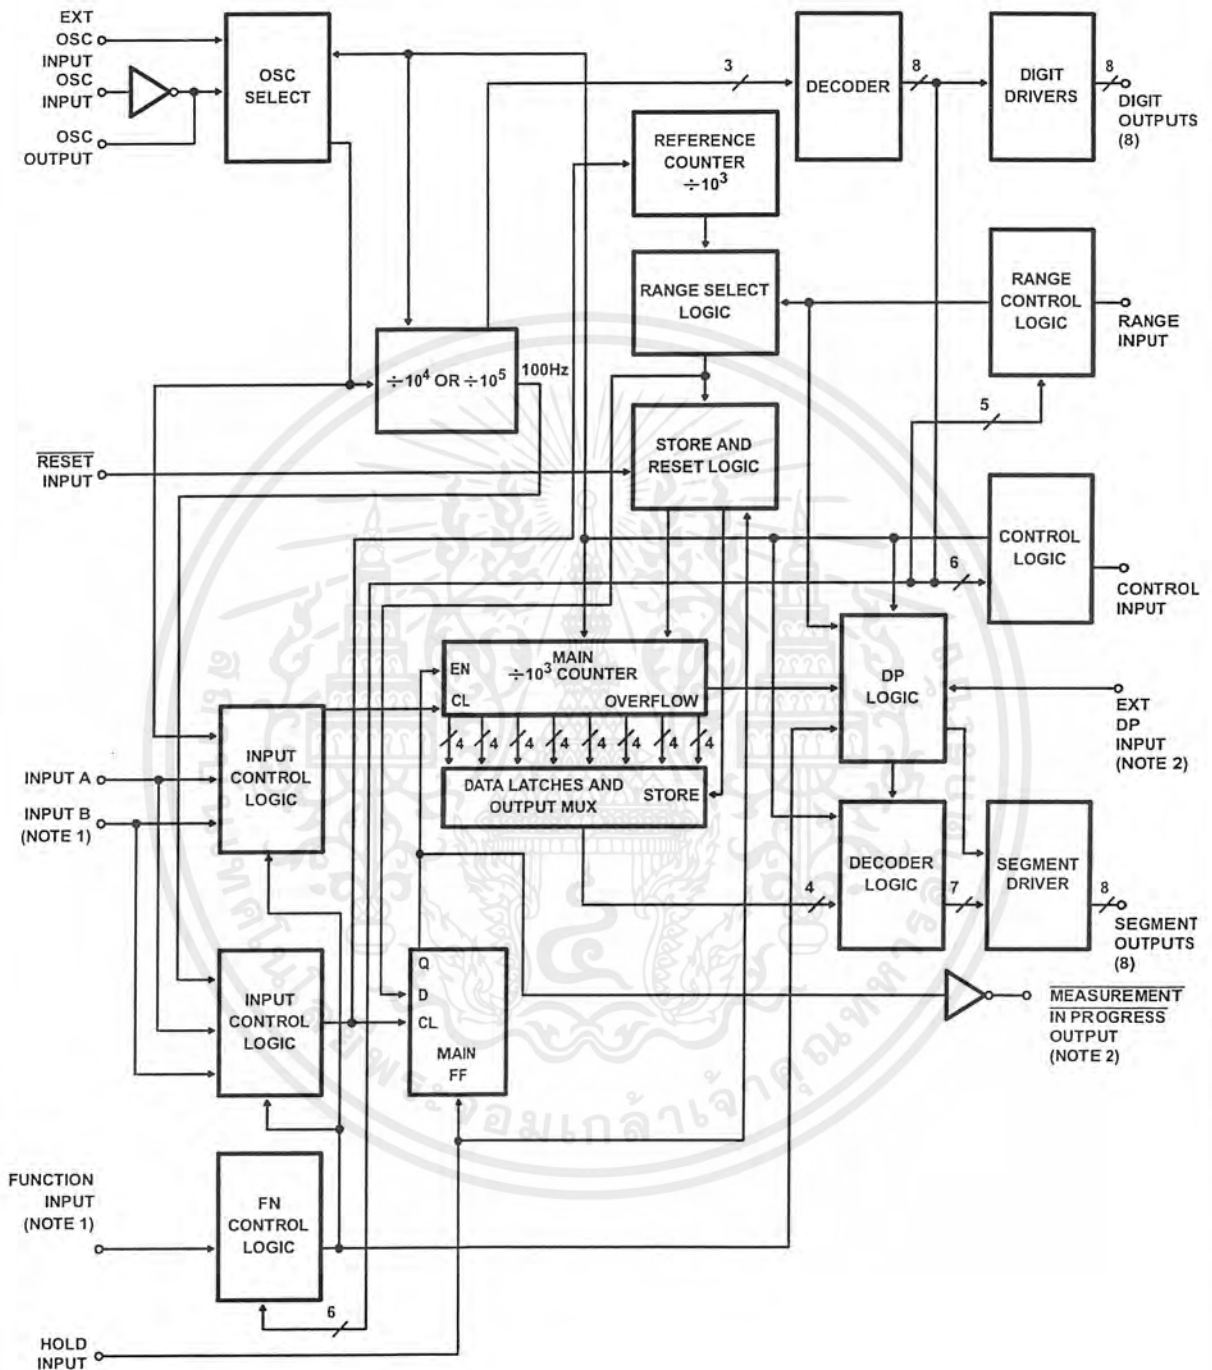 EXT
OSC
INPUT
OSC
INPUT
OSC
OUTPUT
OSC
SELECT
3
DECODER
8
DIGIT
DRIVERS
8
DIGIT
OUTPUTS
(8)
REFERENCE
COUNTER
÷10³
RANGE SELECT
LOGIC
RANGE
CONTROL
LOGIC
RANGE
INPUT
÷10⁴ OR ÷10⁵
100Hz
5
RESET
INPUT
STORE AND
RESET LOGIC
CONTROL
LOGIC
6
CONTROL
INPUT
MAIN
÷10³ COUNTER
EN
CL
OVERFLOW
4 4 4 4 4 4 4 4
DP
LOGIC
EXT
DP
INPUT
(NOTE 2)
INPUT
CONTROL
LOGIC
INPUT A
INPUT B
(NOTE 1)
DATA LATCHES AND
OUTPUT MUX
STORE
4
DECODER
LOGIC
7
SEGMENT
DRIVER
8
SEGMENT
OUTPUTS
(8)
INPUT
CONTROL
LOGIC
Q
D
CL
MAIN
FF
MEASUREMENT
IN PROGRESS
OUTPUT
(NOTE 2)
FUNCTION
INPUT
(NOTE 1)
FN
CONTROL
LOGIC
6
HOLD
INPUT